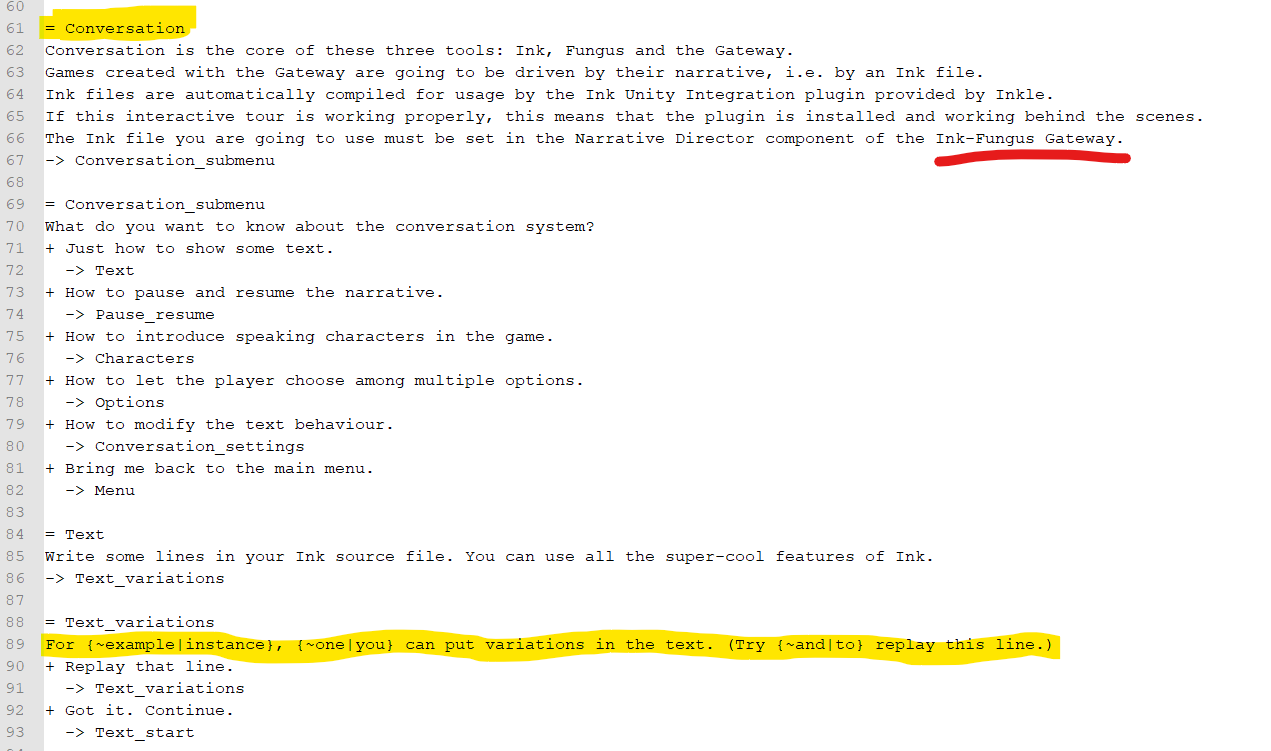 60
61 = Conversation
62 Conversation is the core of these three tools: Ink, Fungus and the Gateway.
63 Games created with the Gateway are going to be driven by their narrative, i.e. by an Ink file.
64 Ink files are automatically compiled for usage by the Ink Unity Integration plugin provided by Inkle.
65 If this interactive tour is working properly, this means that the plugin is installed and working behind the scenes.
66 The Ink file you are going to use must be set in the Narrative Director component of the Ink-Fungus Gateway.
67 -> Conversation_submenu
68
69 = Conversation_submenu
70 What do you want to know about the conversation system?
71 + Just how to show some text.
72 -> Text
73 + How to pause and resume the narrative.
74 -> Pause_resume
75 + How to introduce speaking characters in the game.
76 -> Characters
77 + How to let the player choose among multiple options.
78 -> Options
79 + How to modify the text behaviour.
80 -> Conversation_settings
81 + Bring me back to the main menu.
82 -> Menu
83
84 = Text
85 Write some lines in your Ink source file. You can use all the super-cool features of Ink.
86 -> Text_variations
87
88 = Text_variations
89 For {~example|instance}, {~one|you} can put variations in the text. (Try {~and|to} replay this line.)
90 + Replay that line.
91 -> Text_variations
92 + Got it. Continue.
93 -> Text_start